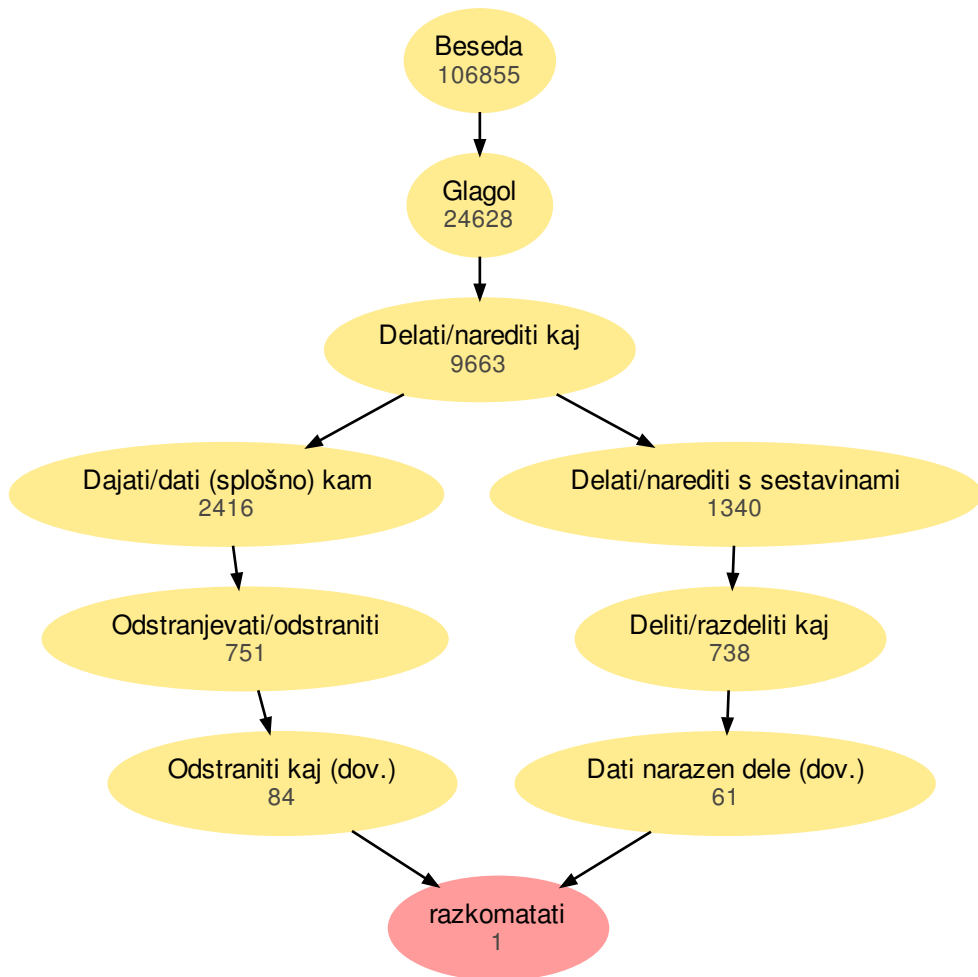 Beseda
106855
Glagol
24628
Delati/narediti kaj
9663
Dajati/dati (splošno) kam
2416
Delati/narediti s sestavinami
1340
Odstranjevati/odstraniti
751
Deliti/razdeliti kaj
738
Odstraniti kaj (dov.)
84
Dati narazen dele (dov.)
61
razkomatati
1